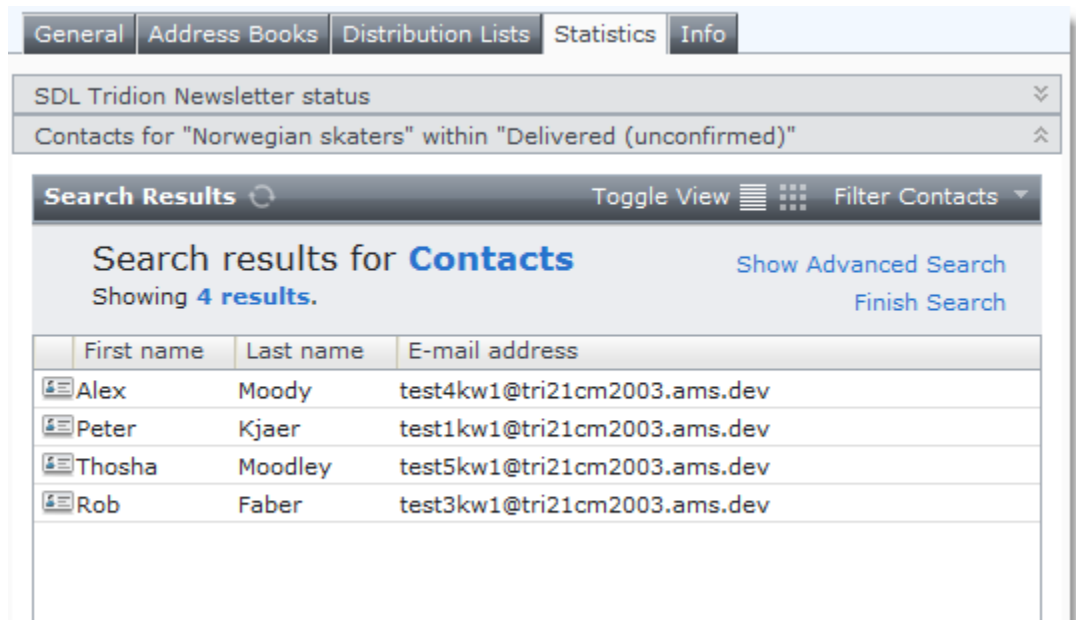 General Address Books Distribution Lists Statistics Info
SDL Tridion Newsletter status
Contacts for "Norwegian skaters" within "Delivered (unconfirmed)"
Search Results Toggle View Filter Contacts
Search results for Contacts
Show Advanced Search
Showing 4 results.
Finish Search
First name Last name E-mail address
Alex Moody test4kw1@tri21cm2003.ams.dev
Peter Kjaer test1kw1@tri21cm2003.ams.dev
Thosha Moodley test5kw1@tri21cm2003.ams.dev
Rob Faber test3kw1@tri21cm2003.ams.dev